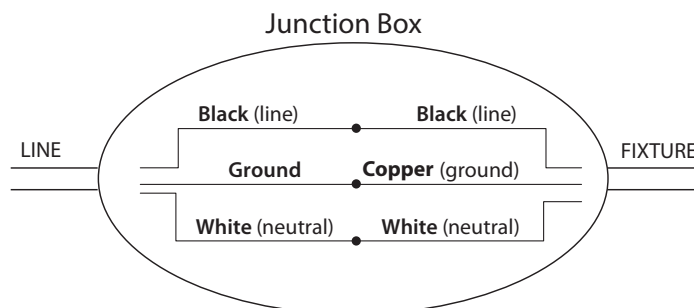 Junction Box
Black (line) Black (line)
LINE FIXTURE
Ground Copper (ground)
White (neutral) White (neutral)